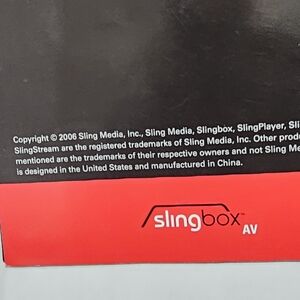 Copyright © 2006 Sling Media, Inc., Sling Media, Slingbox, SlingPlayer,
SlingStream are the registered trademarks of Sling Media, Inc. Other
mentioned are the trademarks of their respective owners and not Sling
is designed in the United States and manufactured in China.
slingbox™
AV